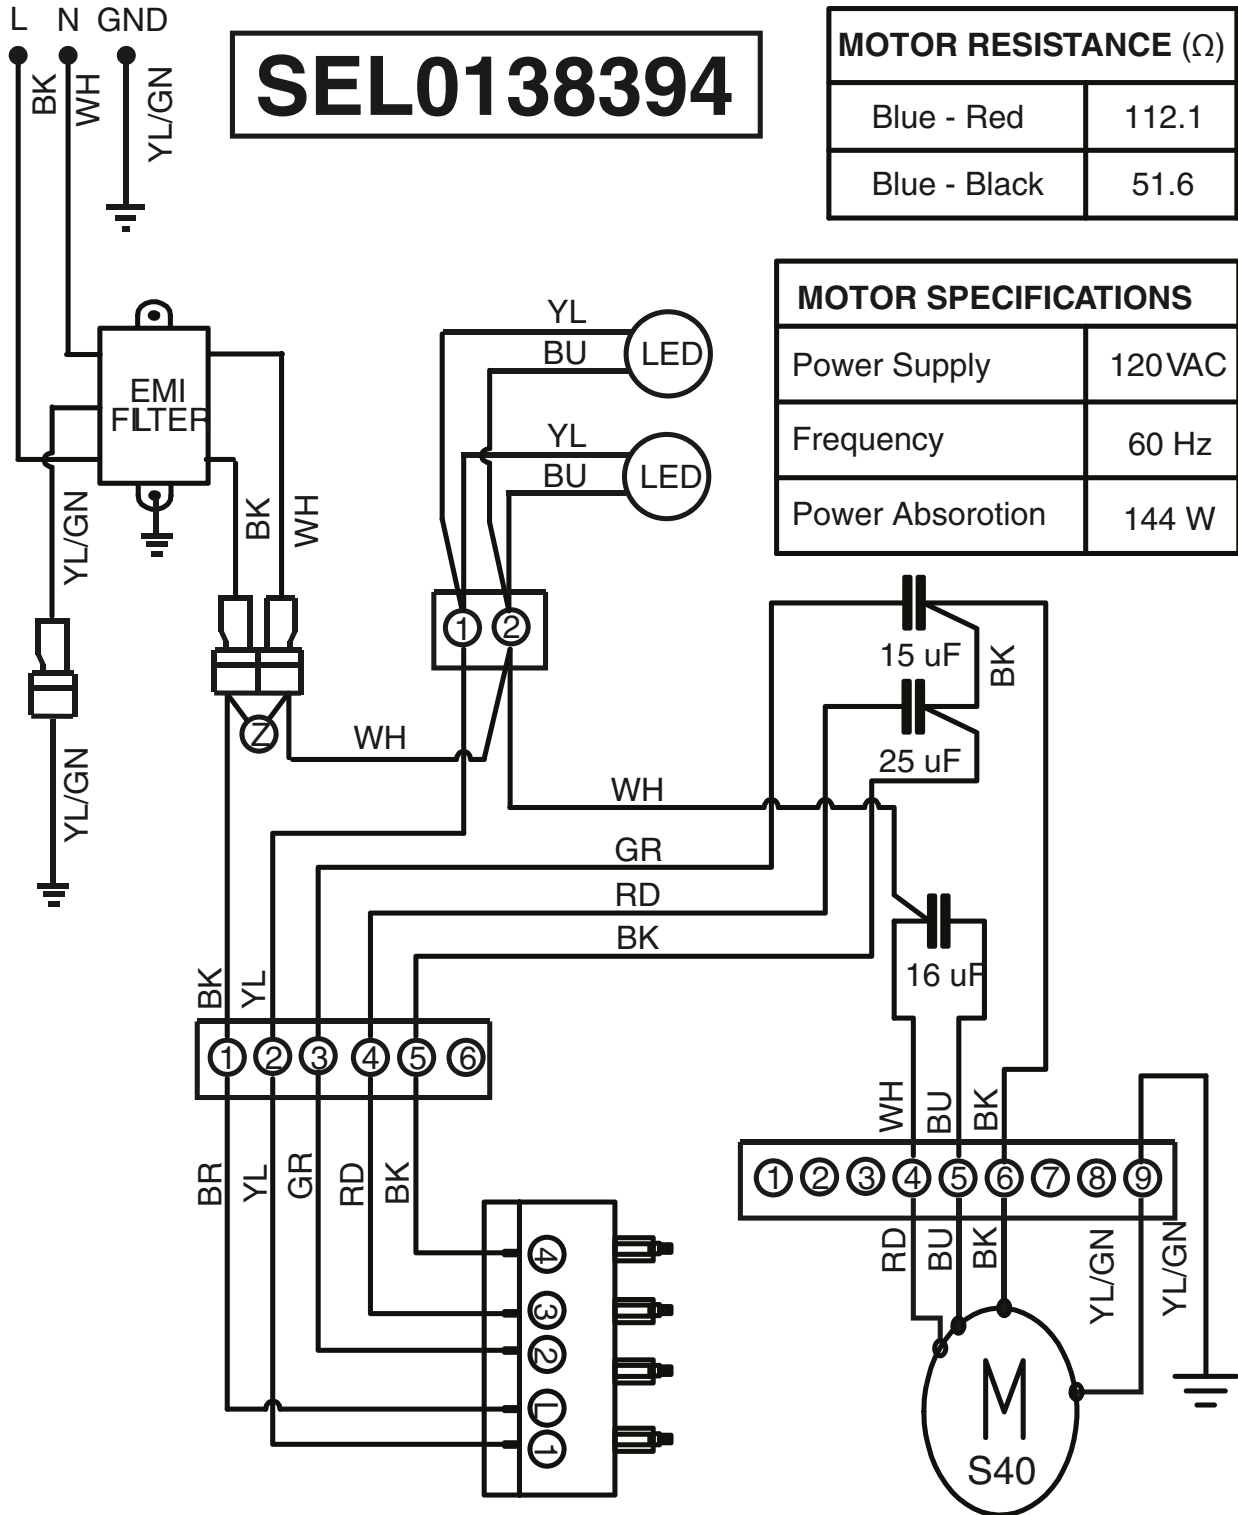 L N GND
BK
WH
YL/GN
SEL0138394
MOTOR RESISTANCE (Ω)
Blue - Red 112.1
Blue - Black 51.6
MOTOR SPECIFICATIONS
Power Supply 120 VAC
Frequency 60 Hz
Power Absorotion 144 W
YL
BU
LED
YL
BU
LED
EMI
FILTER
YL/GN
BK
WH
1 2
15 uF
BK
25 uF
Z
WH
YL/GN
WH
GR
RD
BK
16 uF
BK
YL
1 2 3 4 5 6
WH
BU
BK
BR
YL
GR
RD
BK
1 2 3 4 5 6 7 8 9
RD
BU
BK
YL/GN
YL/GN
4
3
2
L
1
M
S40